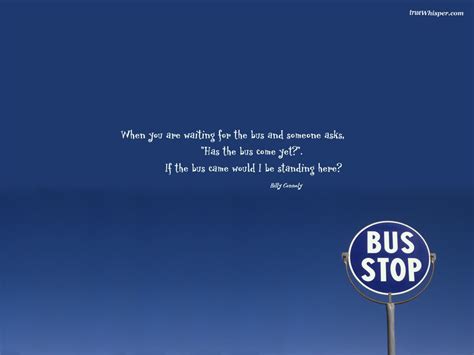 trueWhisper.com
When you are waiting for the bus and someone asks,
"Has the bus come yet?".
If the bus came would I be standing here?
Billy Connoly
BUS
STOP